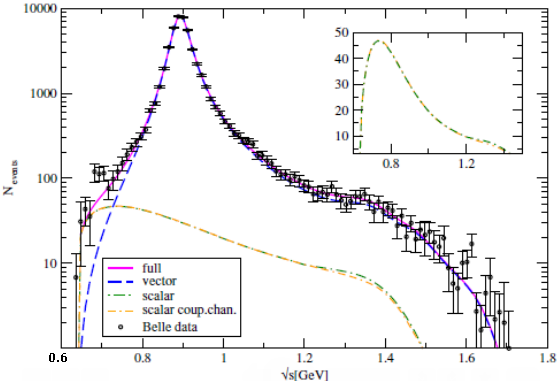 10000
1000
100
10
N events
50
40
30
20
10
0.8
1.2
full
vector
scalar
scalar coup.chan.
Belle data
0.6
0.8
1
1.2
1.4
1.6
1.8
√s[GeV]